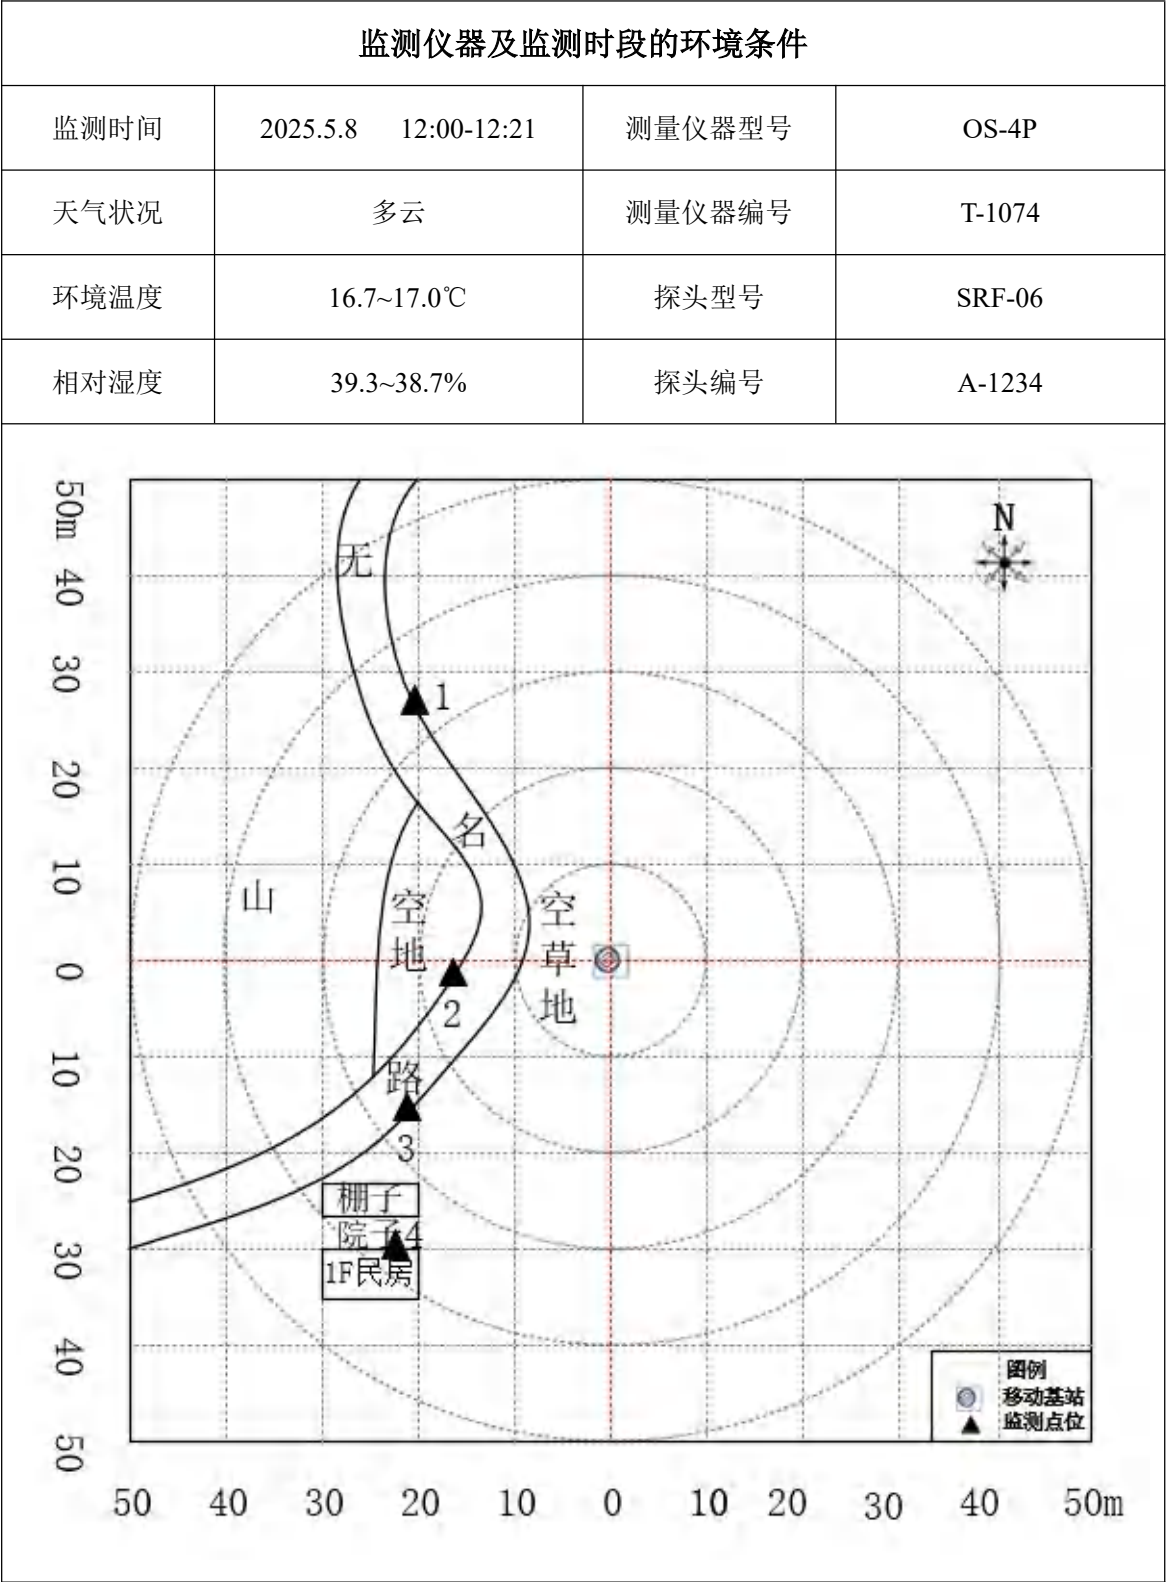 监测仪器及监测时段的环境条件
监测时间 2025.5.8 12:00-12:21 测量仪器型号 OS-4P
天气状况 多云 测量仪器编号 T-1074
环境温度 16.7~17.0℃ 探头型号 SRF-06
相对湿度 39.3~38.7% 探头编号 A-1234
50m
40
30
20
10
0
10
20
30
40
50
N
无
1
名
山
空地
空草地
2
路
3
棚子
院子 4
1F民房
图例
移动基站
监测点位
50 40 30 20 10 0 10 20 30 40 50m